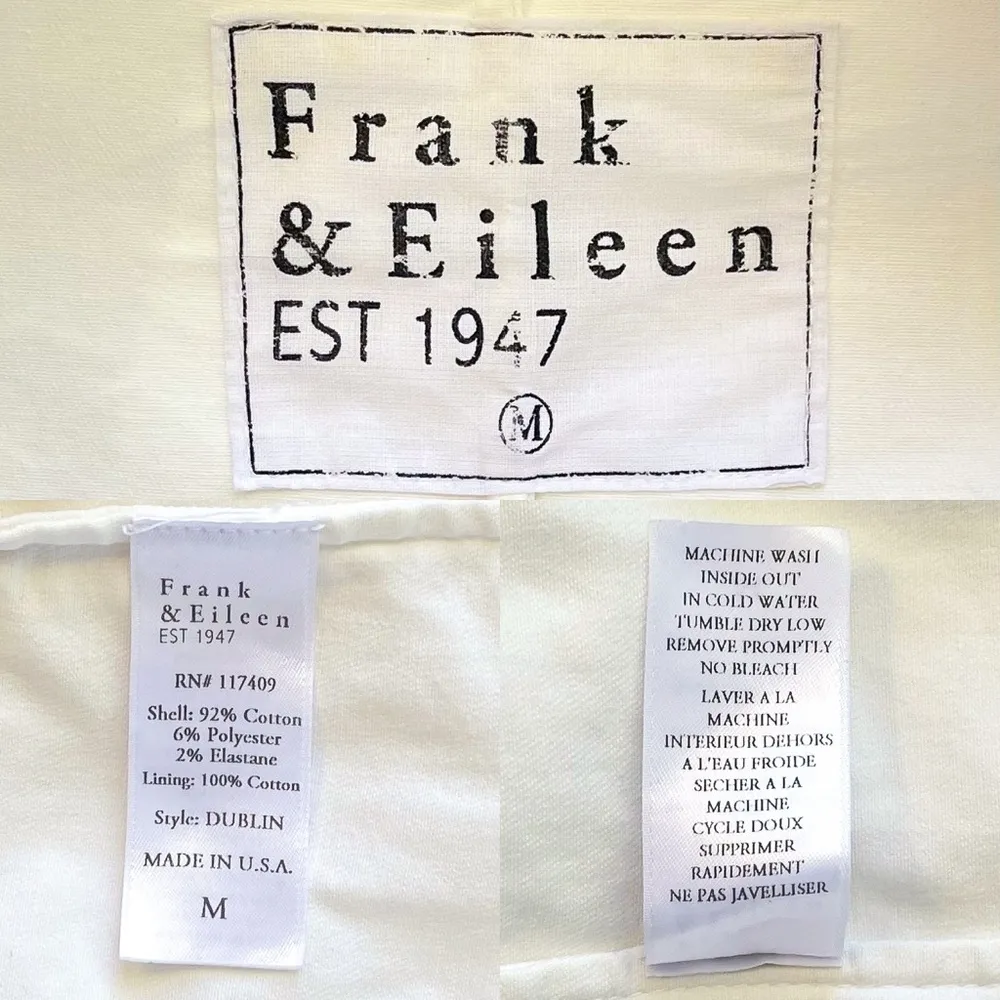 Frank
& Eileen
EST 1947
M
Frank
& Eileen
EST 1947
RN# 117409
Shell: 92% Cotton
6% Polyester
2% Elastane
Lining: 100% Cotton
Style: DUBLIN
MADE IN U.S.A.
M
MACHINE WASH
INSIDE OUT
IN COLD WATER
TUMBLE DRY LOW
REMOVE PROMPTLY
NO BLEACH
LAVER A LA
MACHINE
INTERIEUR DEHORS
A L'EAU FROIDE
SECHER A LA
MACHINE
CYCLE DOUX
SUPPRIMER
RAPIDEMENT
NE PAS JAVELLISER